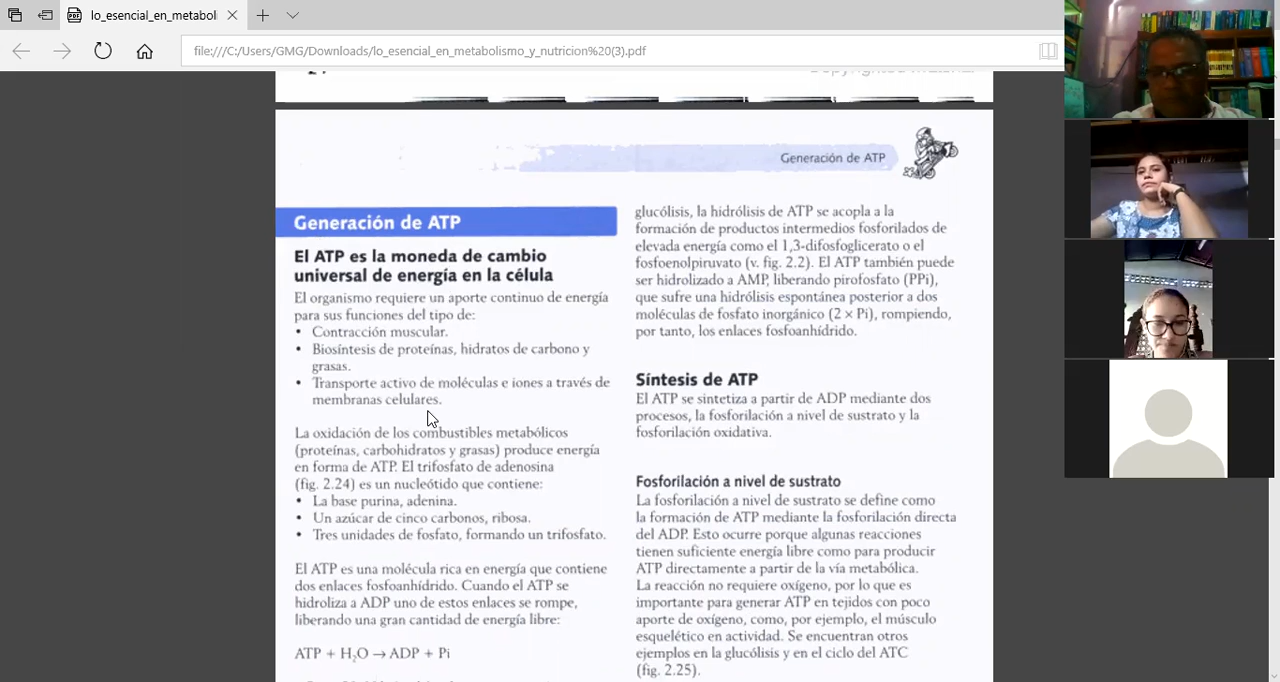 lo_esencial_en_metaboli
file:///C:/Users/GMG/Downloads/lo_esencial_en_metabolismo_y_nutricion%20(3).pdf
Generación de ATP
Generación de ATP
El ATP es la moneda de cambio
universal de energía en la célula
El organismo requiere un aporte continuo de energía
para sus funciones del tipo de:
• Contracción muscular.
• Biosíntesis de proteínas, hidratos de carbono y
grasas.
• Transporte activo de moléculas e iones a través de
membranas celulares.
La oxidación de los combustibles metabólicos
(proteínas, carbohidratos y grasas) produce energía
en forma de ATP. El trifosfato de adenosina
(fig. 2.24) es un nucleótido que contiene:
• La base purina, adenina.
• Un azúcar de cinco carbonos, ribosa.
• Tres unidades de fosfato, formando un trifosfato.
El ATP es una molécula rica en energía que contiene
dos enlaces fosfoanhídrido. Cuando el ATP se
hidroliza a ADP uno de estos enlaces se rompe,
liberando una gran cantidad de energía libre:
ATP + H₂O → ADP + Pi
glucólisis, la hidrólisis de ATP se acopla a la
formación de productos intermedios fosforilados de
elevada energía como el 1,3-difosfoglicerato o el
fosfoenolpiruvato (v. fig. 2.2). El ATP también puede
ser hidrolizado a AMP, liberando pirofosfato (PPi),
que sufre una hidrólisis espontánea posterior a dos
moléculas de fosfato inorgánico (2 × Pi), rompiendo,
por tanto, los enlaces fosfoanhídrido.
Síntesis de ATP
El ATP se sintetiza a partir de ADP mediante dos
procesos, la fosforilación a nivel de sustrato y la
fosforilación oxidativa.
Fosforilación a nivel de sustrato
La fosforilación a nivel de sustrato se define como
la formación de ATP mediante la fosforilación directa
del ADP. Esto ocurre porque algunas reacciones
tienen suficiente energía libre como para producir
ATP directamente a partir de la vía metabólica.
La reacción no requiere oxígeno, por lo que es
importante para generar ATP en tejidos con poco
aporte de oxígeno, como, por ejemplo, el músculo
esquelético en actividad. Se encuentran otros
ejemplos en la glucólisis y en el ciclo del ATC
(fig. 2.25).